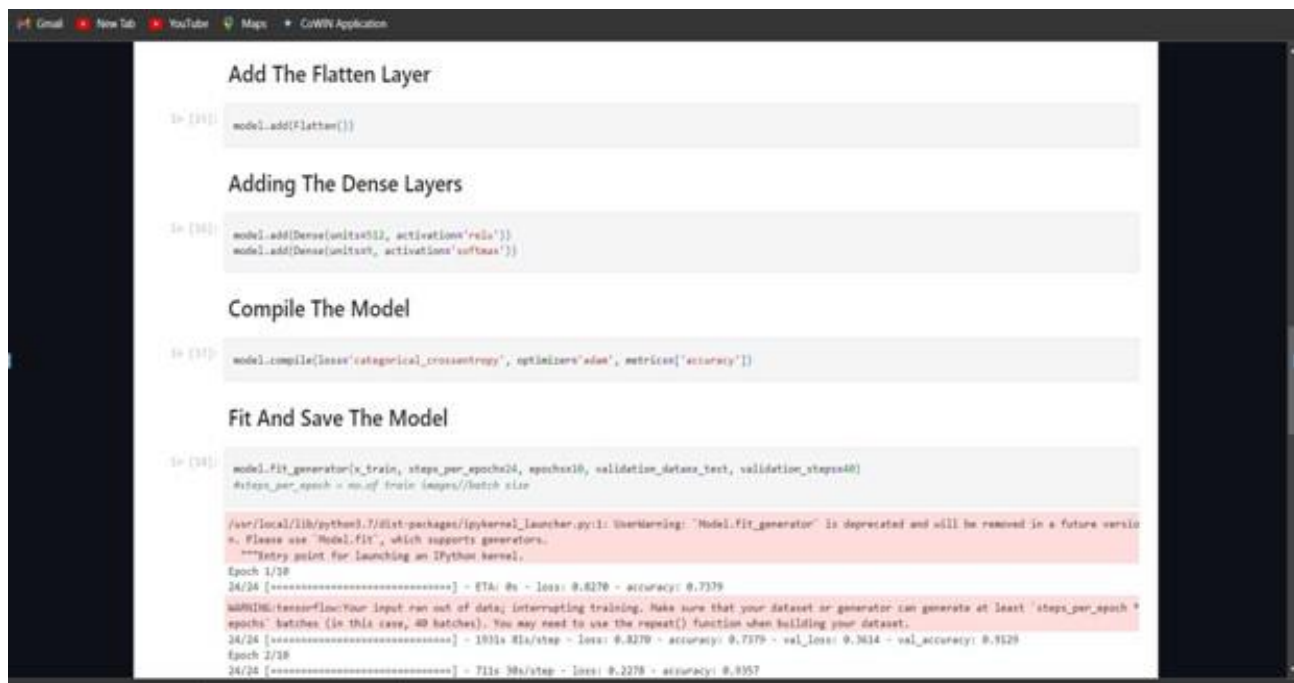 Gmail New Tab YouTube Maps CoWIN Application
Add The Flatten Layer
model.add(Flatten())
Adding The Dense Layers
model.add(Dense(units=512, activation='relu'))
model.add(Dense(units=, activation='softmax'))
Compile The Model
model.compile(loss='categorical_crossentropy', optimizer='adam', metrics=['accuracy'])
Fit And Save The Model
model.fit_generator(x_train, steps_per_epoch=24, epochs=10, validation_data=x_test, validation_steps=40)
#steps_per_epoch = no.of train images//batch size
/usr/local/lib/python3.7/dist-packages/ipykernel_launcher.py:1: UserWarning: `Model.fit_generator` is deprecated and will be removed in a future versio
n. Please use `Model.fit`, which supports generators.
"""Entry point for launching an IPython kernel.
Epoch 1/10
24/24 [==============================] - ETA: 0s - loss: 0.8270 - accuracy: 0.7379
WARNING:tensorflow:Your input ran out of data; interrupting training. Make sure that your dataset or generator can generate at least `steps_per_epoch *
epochs` batches (in this case, 40 batches). You may need to use the repeat() function when building your dataset.
24/24 [==============================] - 1931s 81s/step - loss: 0.8270 - accuracy: 0.7379 - val_loss: 0.3614 - val_accuracy: 0.9129
Epoch 2/10
24/24 [==============================] - 711s 30s/step - loss: 0.2278 - accuracy: 0.9357